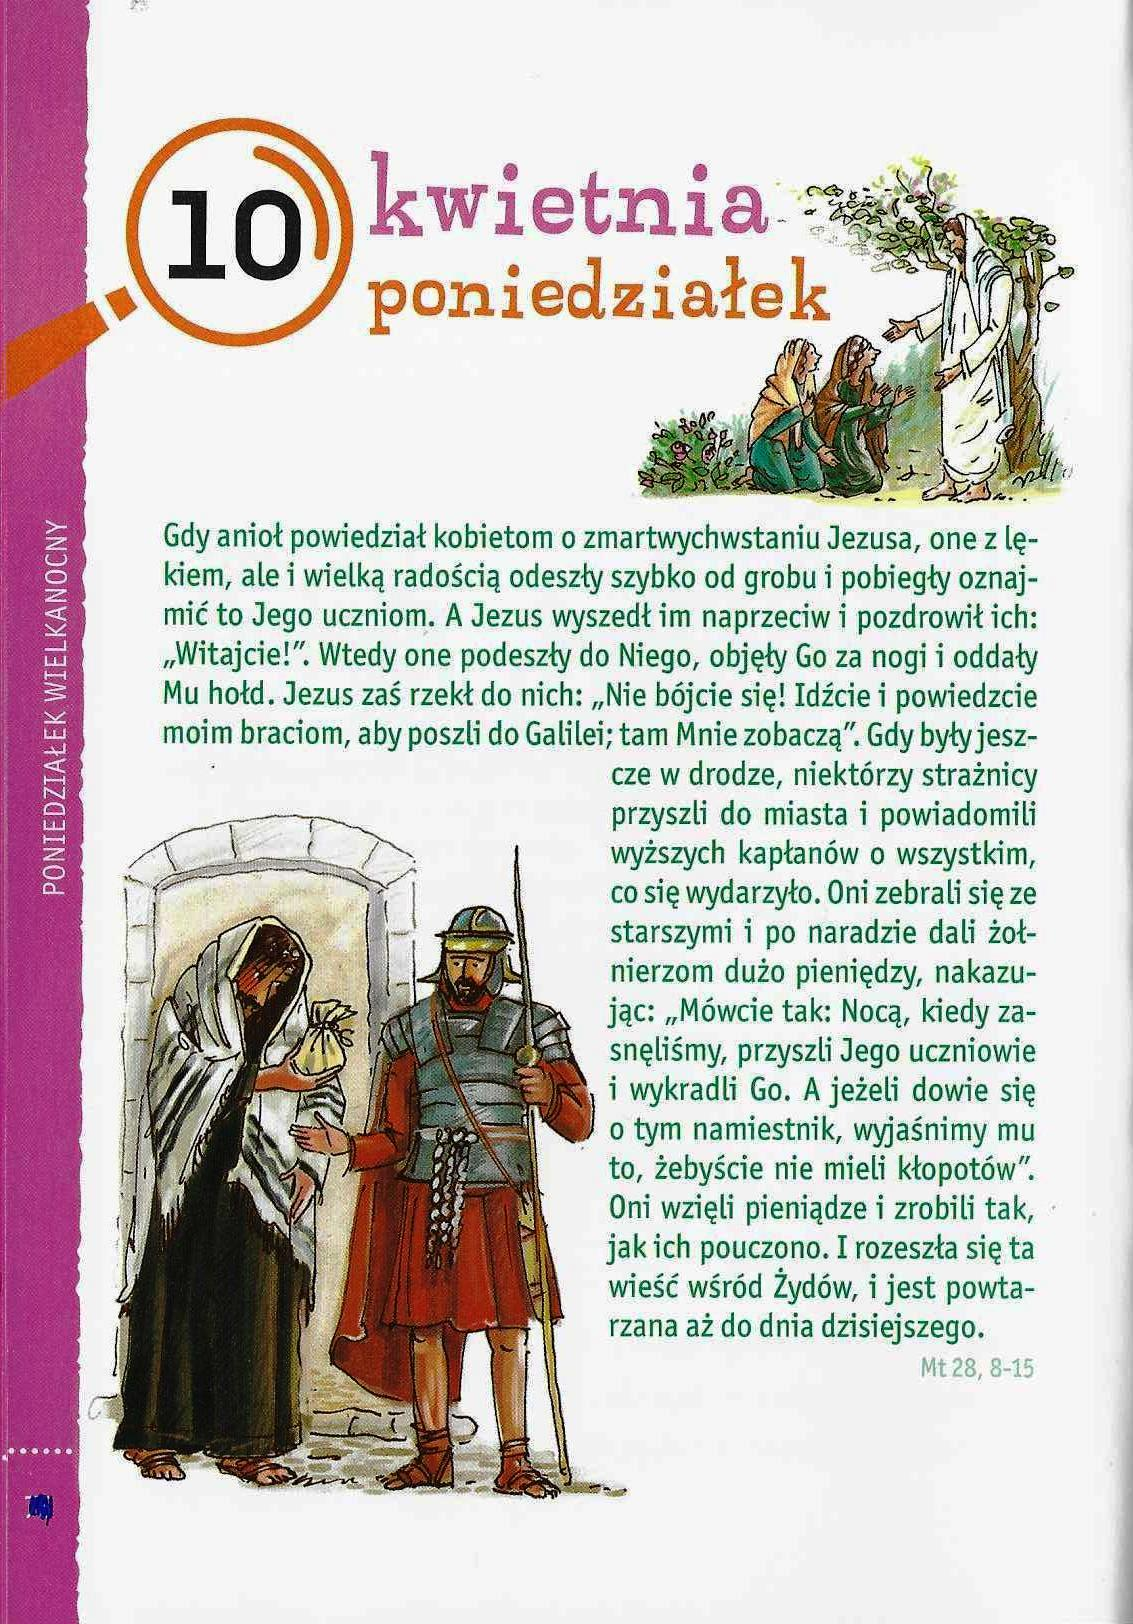 10
kwietnia
poniedziałek
PONIEDZIAŁEK WIELKANOCNY
Gdy anioł powiedział kobietom o zmartwychwstaniu Jezusa, one z lę-
kiem, ale i wielką radością odeszły szybko od grobu i pobiegły oznaj-
mić to Jego uczniom. A Jezus wyszedł im naprzeciw i pozdrowił ich:
„Witajcie!”. Wtedy one podeszły do Niego, objęły Go za nogi i oddały
Mu hołd. Jezus zaś rzekł do nich: „Nie bójcie się! Idźcie i powiedzcie
moim braciom, aby poszli do Galilei; tam Mnie zobaczą”. Gdy były jesz-
cze w drodze, niektórzy strażnicy
przyszli do miasta i powiadomili
wyższych kapłanów o wszystkim,
co się wydarzyło. Oni zebrali się ze
starszymi i po naradzie dali żoł-
nierzom dużo pieniędzy, nakazu-
jąc: „Mówcie tak: Nocą, kiedy za-
snęliśmy, przyszli Jego uczniowie
i wykradli Go. A jeżeli dowie się
o tym namiestnik, wyjaśnimy mu
to, żebyście nie mieli kłopotów”.
Oni wzięli pieniądze i zrobili tak,
jak ich pouczono. I rozeszła się ta
wieść wśród Żydów, i jest powta-
rzana aż do dnia dzisiejszego.
Mt 28, 8-15